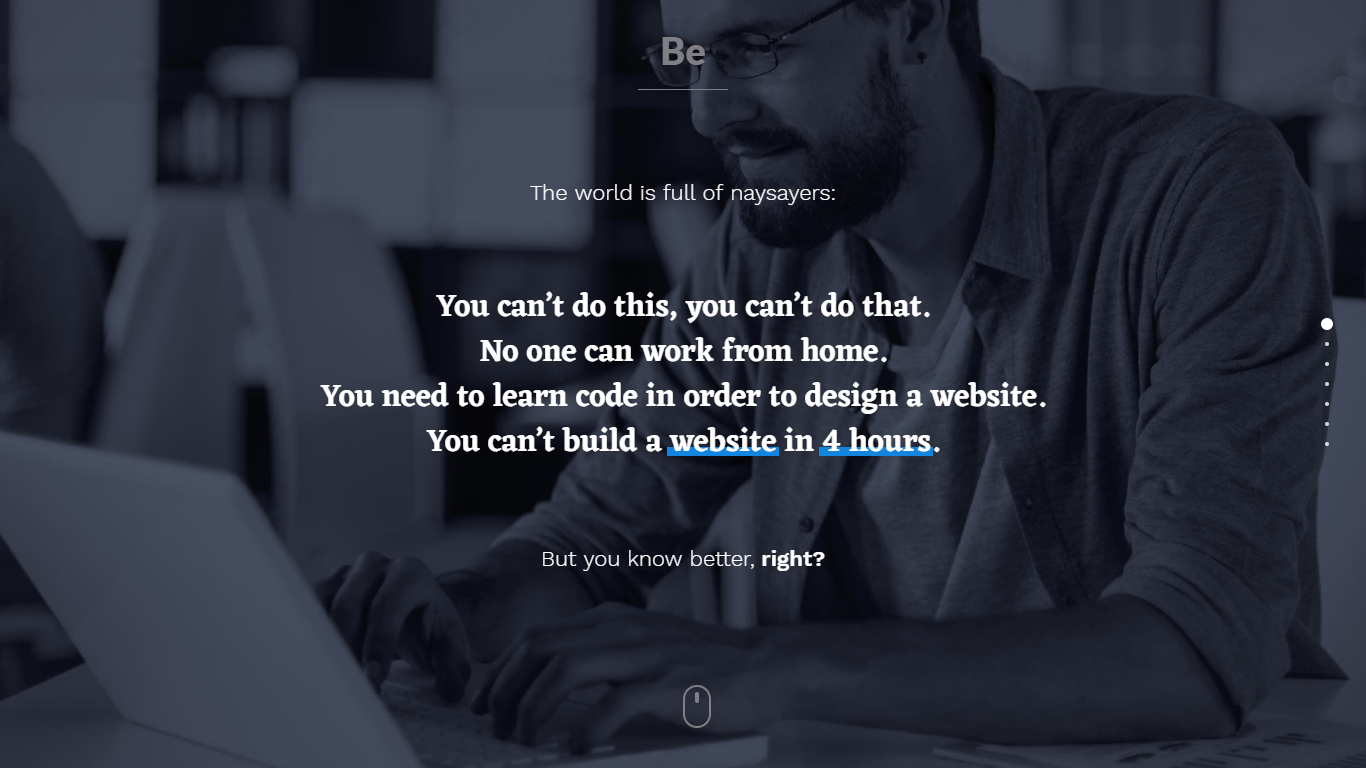 Be
The world is full of naysayers:
You can’t do this, you can’t do that.
No one can work from home.
You need to learn code in order to design a website.
You can’t build a website in 4 hours.
But you know better, right?